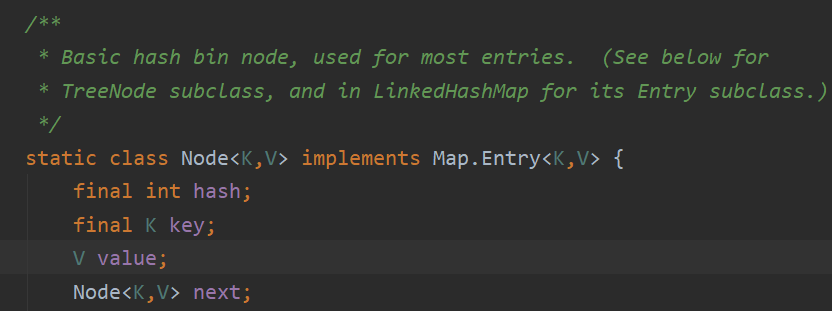 /**
 * Basic hash bin node, used for most entries.  (See below for
 * TreeNode subclass, and in LinkedHashMap for its Entry subclass.)
 */
static class Node<K,V> implements Map.Entry<K,V> {
    final int hash;
    final K key;
    V value;
    Node<K,V> next;